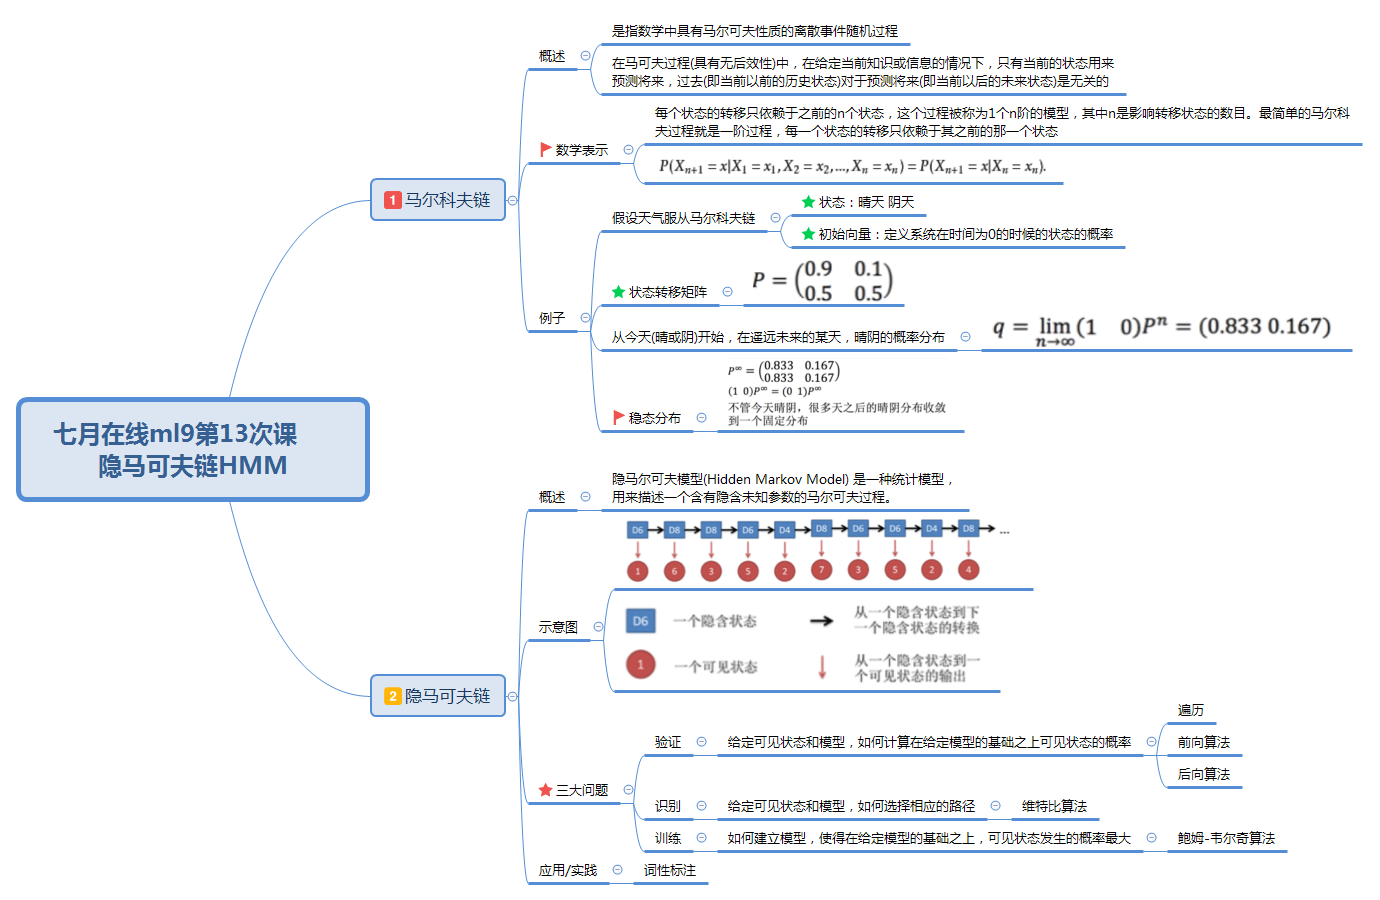 七月在线ml9第13次课
隐马可夫链HMM
1 马尔科夫链
概述
是指数学中具有马尔可夫性质的离散事件随机过程
在马可夫过程(具有无后效性)中，在给定当前知识或信息的情况下，只有当前的状态用来
预测将来，过去(即当前以前的历史状态)对于预测将来(即当前以后的未来状态)是无关的
数学表示
每个状态的转移只依赖于之前的n个状态，这个过程被称为1个n阶的模型，其中n是影响转移状态的数目。最简单的马尔科
夫过程就是一阶过程，每一个状态的转移只依赖于其之前的那一个状态
P(Xn+1 = x|X1 = x1, X2 = x2, ..., Xn = xn) = P(Xn+1 = x|Xn = xn).
例子
假设天气服从马尔科夫链
状态：晴天 阴天
初始向量：定义系统在时间为0的时候的状态的概率
状态转移矩阵
P = (0.9 0.1
0.5 0.5)
从今天(晴或阴)开始，在遥远未来的某天，晴阴的概率分布
q = lim (1 0)P^n = (0.833 0.167)
n→∞
稳态分布
P^∞ = (0.833 0.167
0.833 0.167)
(1 0)P^∞ = (0 1)P^∞
不管今天晴阴，很多天之后的晴阴分布收敛
到一个固定分布
2 隐马可夫链
概述
隐马尔可夫模型(Hidden Markov Model) 是一种统计模型，
用来描述一个含有隐含未知参数的马尔可夫过程。
示意图
D6 D8 D8 D6 D4 D8 D6 D6 D4 D8 ...
1 6 3 5 2 7 3 5 2 4
D6 一个隐含状态
从一个隐含状态到下
一个隐含状态的转换
1 一个可见状态
从一个隐含状态到一
个可见状态的输出
三大问题
验证
给定可见状态和模型，如何计算在给定模型的基础之上可见状态的概率
遍历
前向算法
后向算法
识别
给定可见状态和模型，如何选择相应的路径
维特比算法
训练
如何建立模型，使得在给定模型的基础之上，可见状态发生的概率最大
鲍姆-韦尔奇算法
应用/实践
词性标注